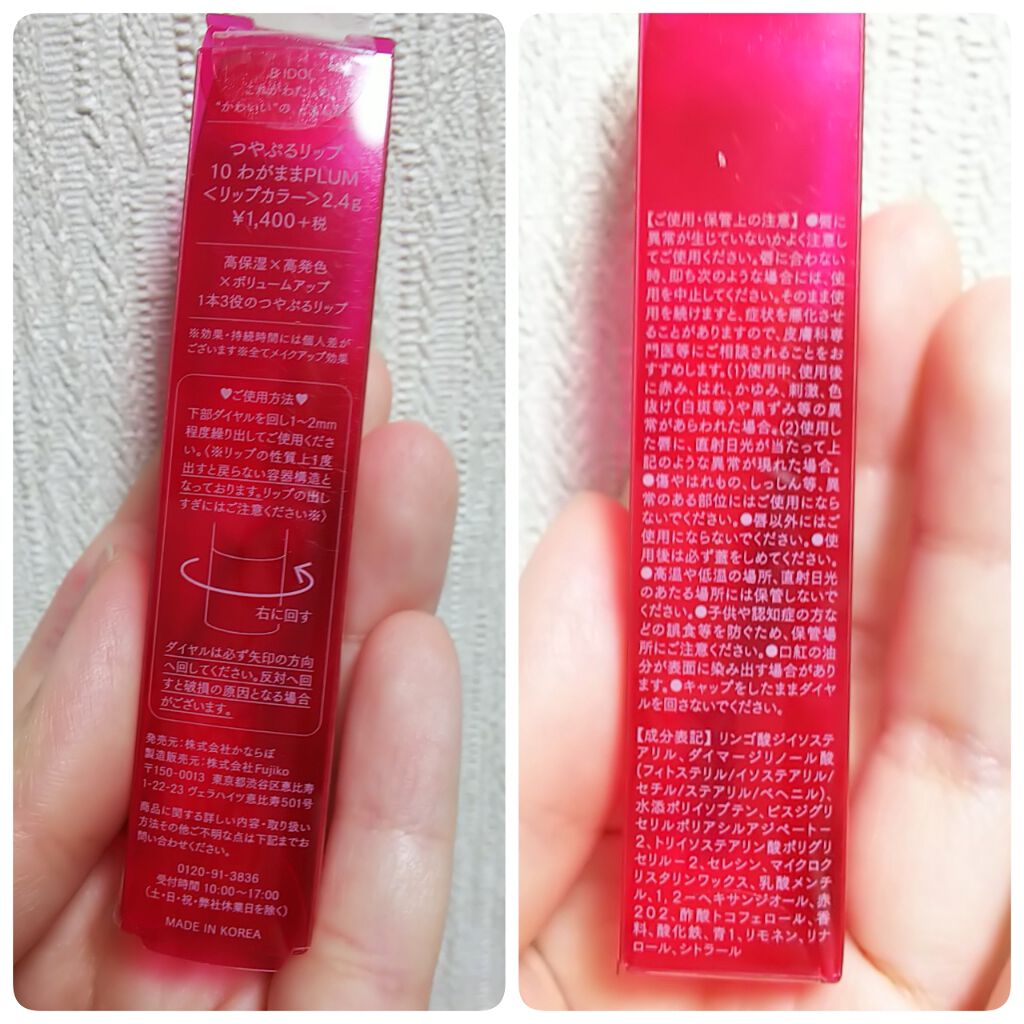 B IDOL
"かわいい"の
つやぷるリップ
10 わがままPLUM
<リップカラー>2.4g
¥1,400+税
高保湿×高発色
×ボリュームアップ
1本3役のつやぷるリップ
※効果・持続時間には個人差が
ございます※全てメイクアップ効果
♥ご使用方法♥
下部ダイヤルを回し1〜2mm
程度繰り出してご使用くださ
い。〈※リップの性質上1度
出すと戻らない容器構造と
なっております。リップの出し
すぎにはご注意ください※〉
右に回す
ダイヤルは必ず矢印の方向
へ回してください。反対へ回
すと破損の原因となる場合
がございます。
発売元：株式会社かならぼ
製造販売元：株式会社Fujiko
〒150-0013 東京都渋谷区恵比寿
1-22-23 ヴェラハイツ恵比寿501号
商品に関する詳しい内容・取り扱い
方法その他ご不明な点は下記までお
問い合わせください。
0120-91-3836
受付時間 10:00〜17:00
(土・日・祝・弊社休業日を除く)
MADE IN KOREA
【ご使用・保管上の注意】●唇に
異常が生じていないかよく注意し
てご使用ください。唇に合わない
時、即ち次のような場合には、使
用を中止してください。そのまま使
用を続けますと、症状を悪化させ
ることがありますので、皮膚科専
門医等にご相談されることをおす
すめします。(1)使用中、使用後
に赤み、はれ、かゆみ、刺激、色
抜け(白斑等)や黒ずみ等の異
常があらわれた場合。(2)使用し
た唇に、直射日光が当たって上
記のような異常が現れた場合。
●傷やはれもの、しっしん等、異
常のある部位にはご使用になら
ないでください。●唇以外にはご
使用にならないでください。●使
用後は必ず蓋をしめてください。
●高温や低温の場所、直射日光
のあたる場所には保管しないで
ください。●子供や認知症の方な
どの誤食等を防ぐため、保管場
所にご注意ください。●口紅の油
分が表面に染み出す場合があり
ます。●キャップをしたままダイヤ
ルを回さないでください。
【成分表記】リンゴ酸ジイソステ
アリル、ダイマージリノール酸
(フィトステリル/イソステアリル/
セチル/ステアリル/ベヘニル)、
水添ポリイソブテン、ビスジグリ
セリルポリアシルアジペート－
2、トリイソステアリン酸ポリグリ
セリル－2、セレシン、マイクロク
リスタリンワックス、乳酸メンチ
ル、1,2－ヘキサンジオール、赤
202、酢酸トコフェロール、香
料、酸化鉄、青1、リモネン、リナ
ロール、シトラール